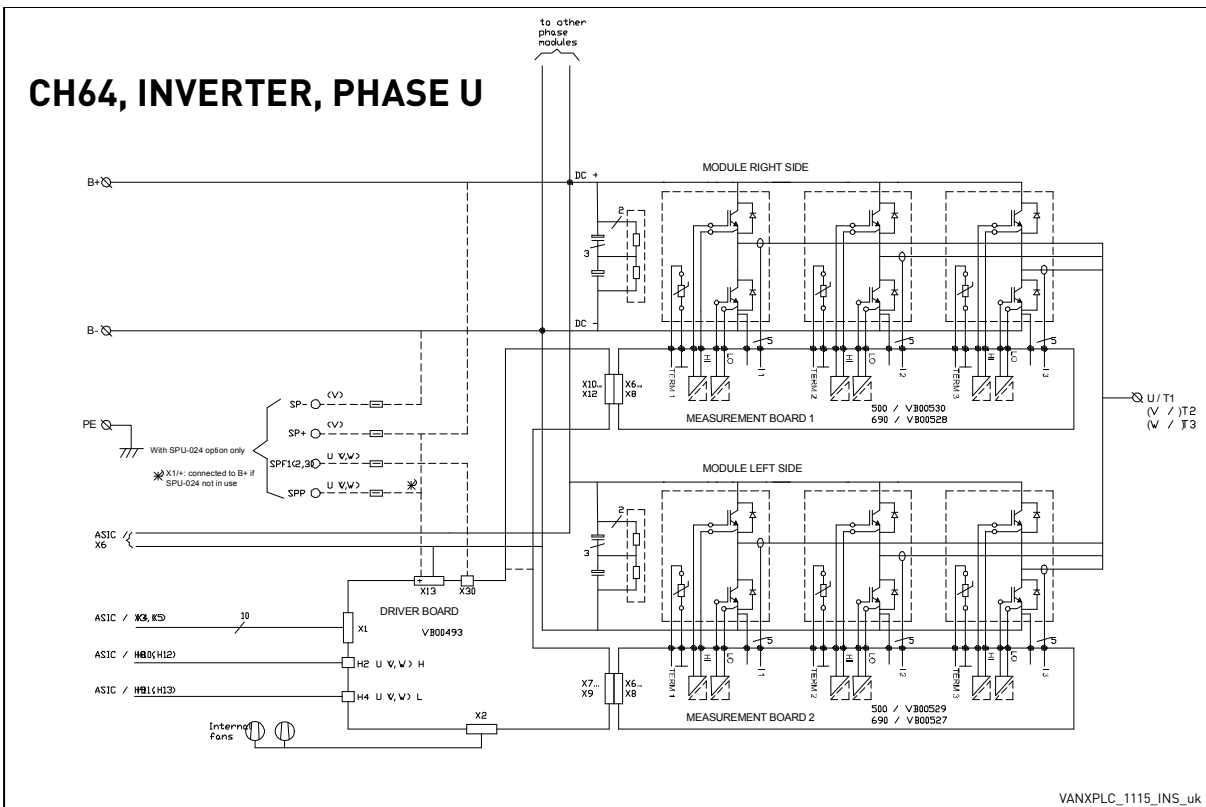 to other
phase
modules
CH64, INVERTER, PHASE U
MODULE RIGHT SIDE
B+
DC +
2
3
B-
DC -
5
5
5
TERM 1
HI
LO
I1
TERM 2
HI
LO
I2
TERM 3
HI
LO
I3
X10...
X12
X6...
X8
MEASUREMENT BOARD 1
500 / VB00530
690 / VB00528
U / T1
(V / )T2
(W / )T3
SP- (V)
PE
SP+ (V)
With SPU-024 option only
SPF1(2,3) U (V,W)
X1/+: connected to B+ if
SPU-024 not in use
SPP U (V,W)
MODULE LEFT SIDE
2
3
ASIC /
X6
X13
X30
DRIVER BOARD
VB00493
ASIC /
10
X1
ASIC /
(H12)
H2 U (V,W) H
ASIC /
(H13)
H4 U (V,W) L
5
5
5
TERM 1
HI
LO
I1
TERM 2
HI
LO
I2
TERM 3
HI
LO
I3
X7...
X9
X6...
X8
MEASUREMENT BOARD 2
500 / VB00529
690 / VB00527
X2
Internal
fans
VANXPLC_1115_INS_uk